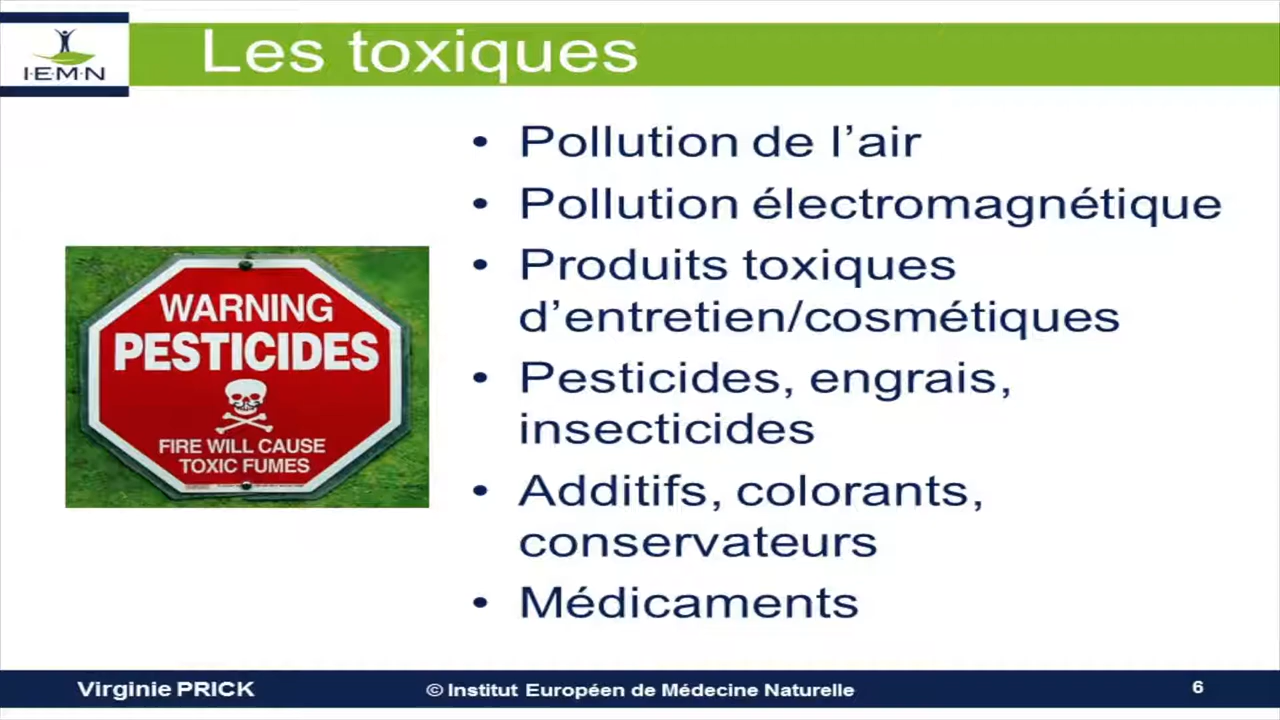 I·E·M·N
Les toxiques
• Pollution de l’air
• Pollution électromagnétique
• Produits toxiques
d’entretien/cosmétiques
• Pesticides, engrais,
insecticides
• Additifs, colorants,
conservateurs
• Médicaments
WARNING
PESTICIDES
FIRE WILL CAUSE
TOXIC FUMES
Virginie PRICK
© Institut Européen de Médecine Naturelle
6